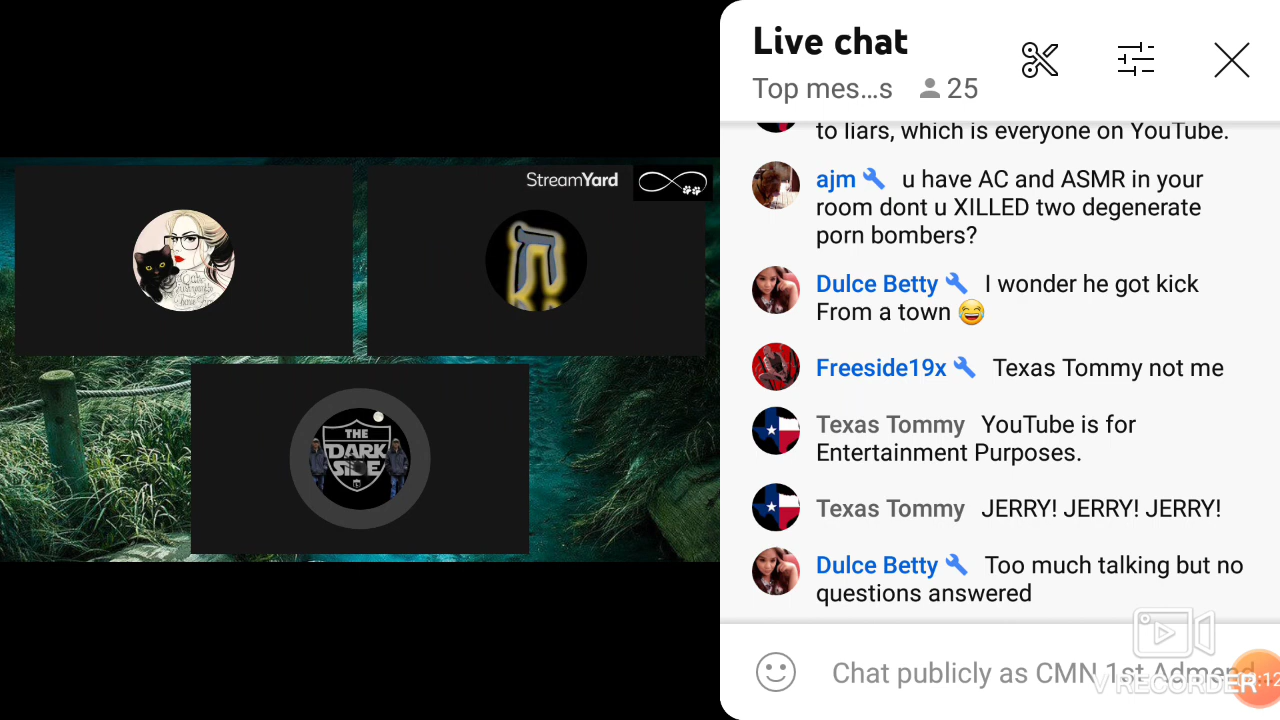 Live chat
Top mes...s 25
to liars, which is everyone on YouTube.
ajm u have AC and ASMR in your
room dont u XILLED two degenerate
porn bombers?
Dulce Betty I wonder he got kick
From a town 😂
Freeside19x Texas Tommy not me
Texas Tommy YouTube is for
Entertainment Purposes.
Texas Tommy JERRY! JERRY! JERRY!
Dulce Betty Too much talking but no
questions answered
Chat publicly as CMN 1st Admend...
V RECORDER
:12
StreamYard
ת
THE
DARK
SIDE